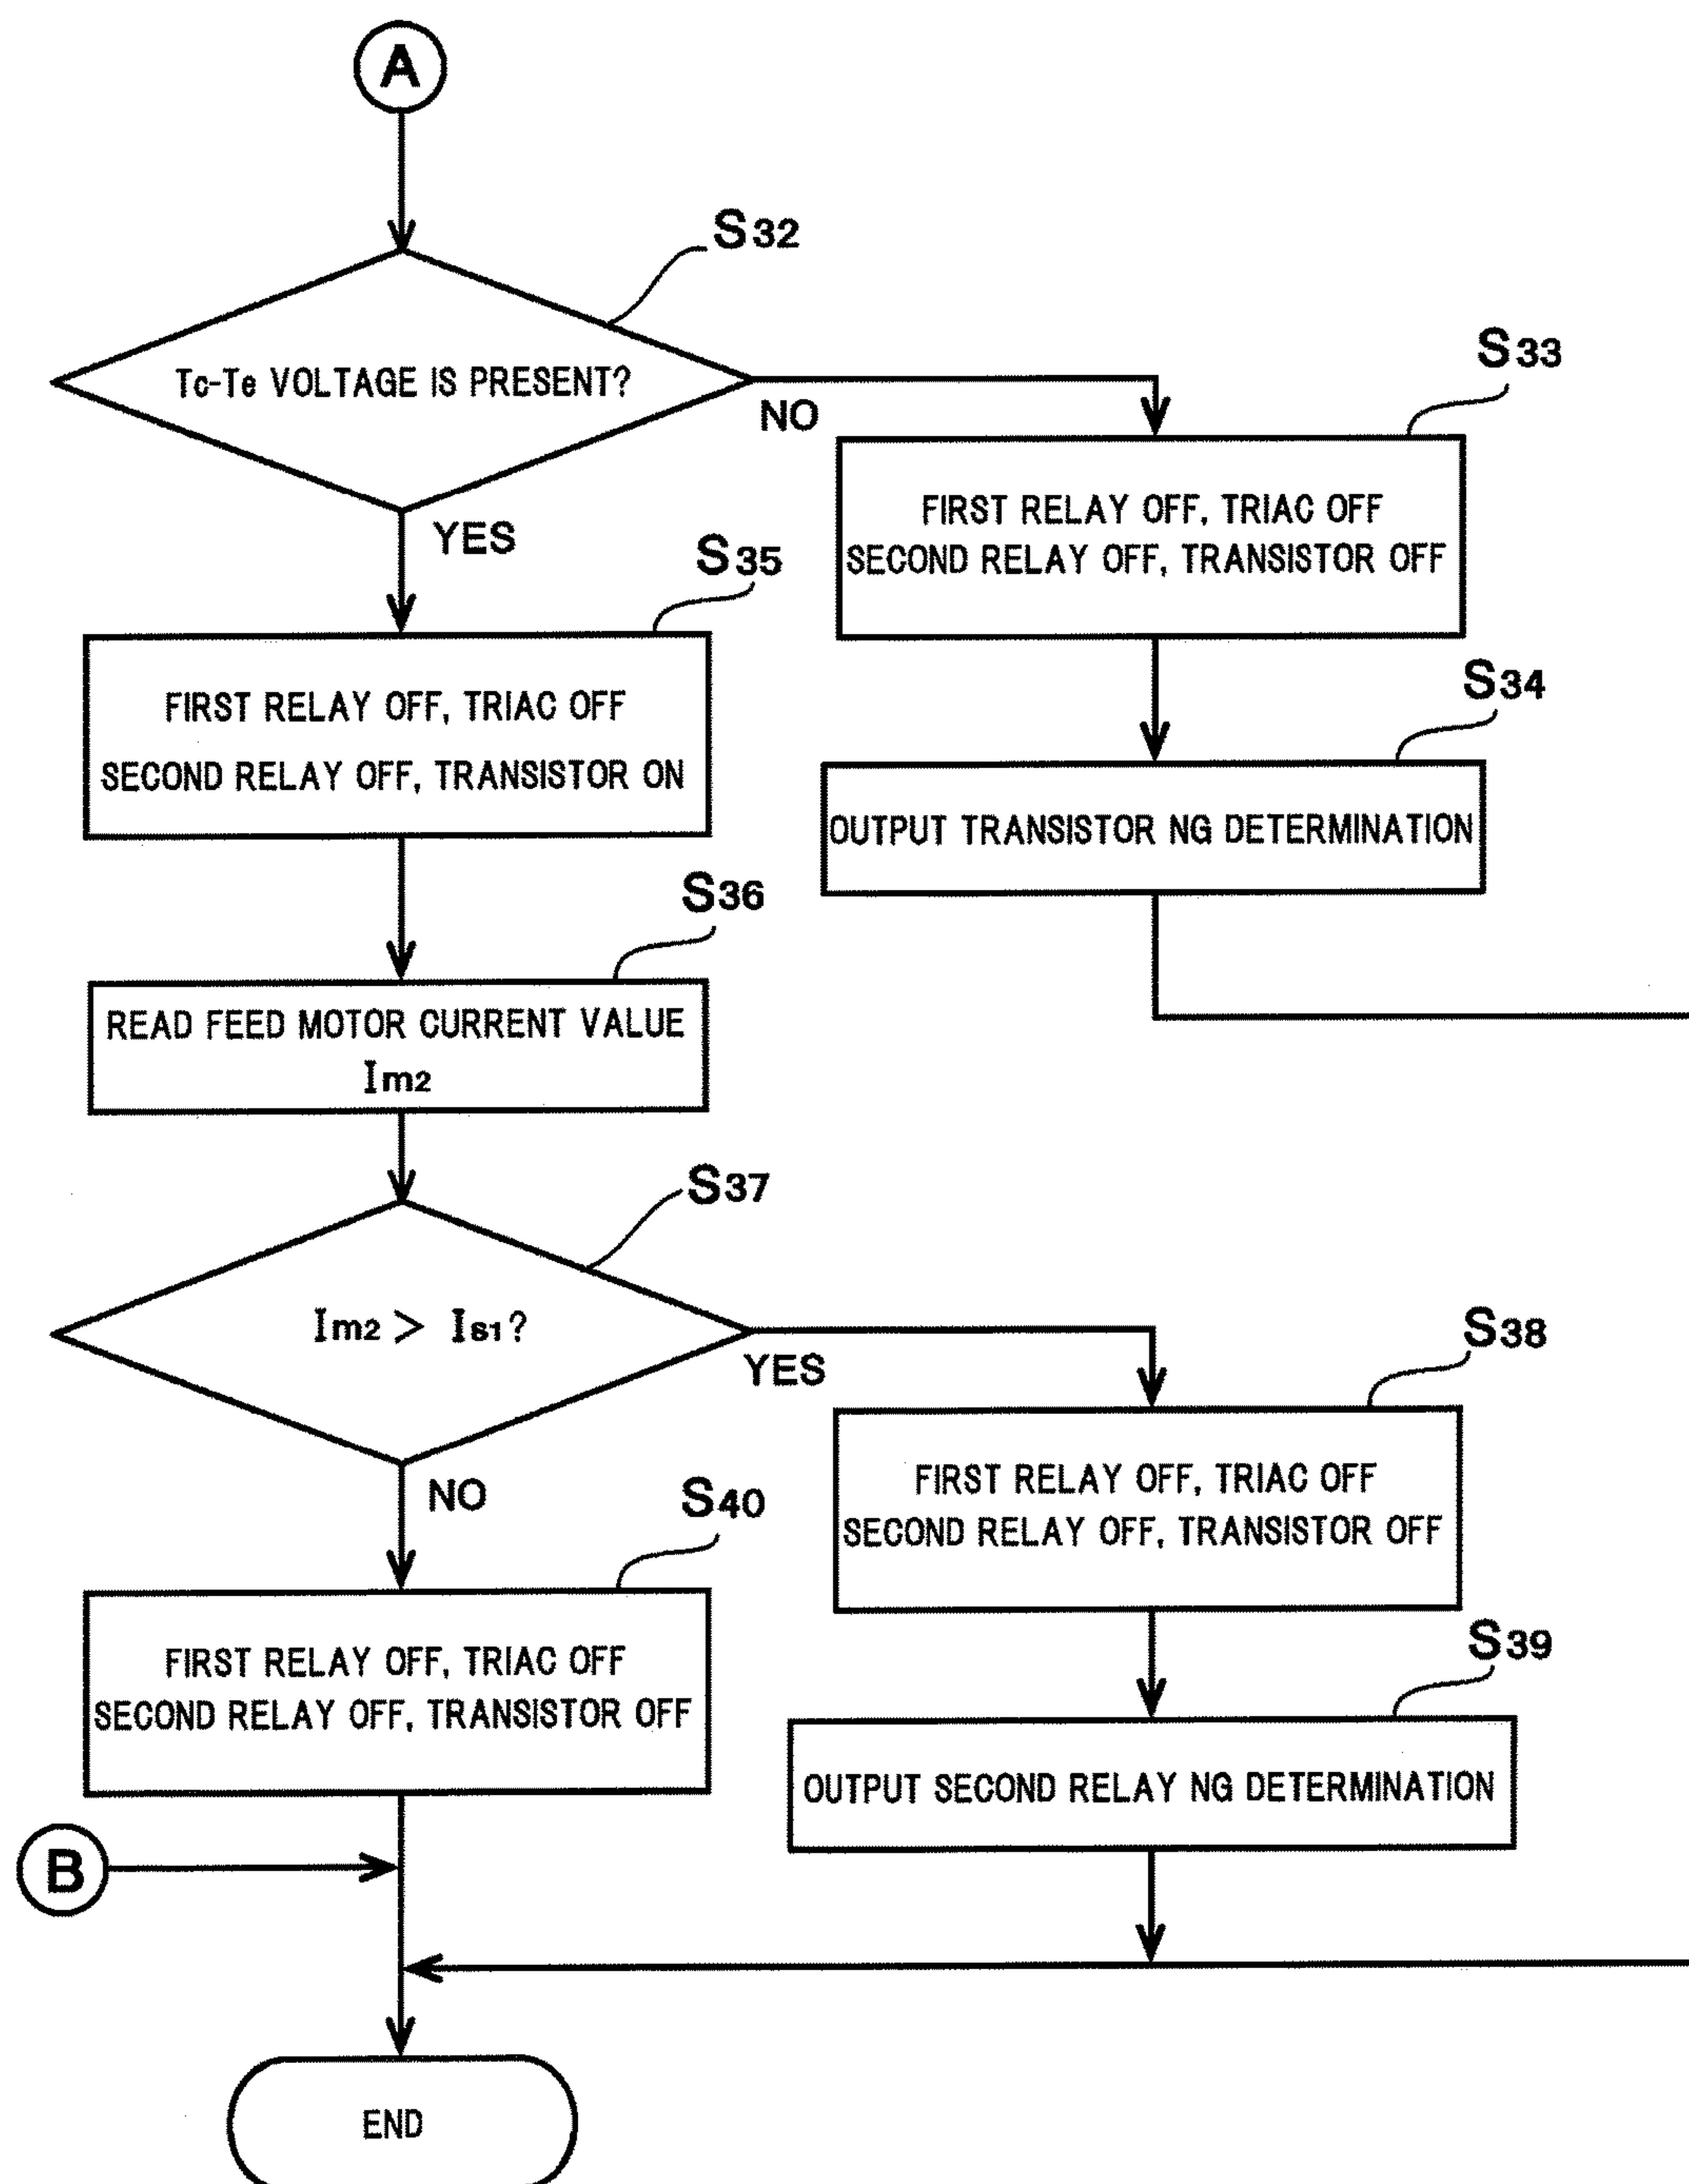 A
S32
Tc-Te VOLTAGE IS PRESENT?
NO
YES
S33
FIRST RELAY OFF, TRIAC OFF
SECOND RELAY OFF, TRANSISTOR OFF
S34
OUTPUT TRANSISTOR NG DETERMINATION
S35
FIRST RELAY OFF, TRIAC OFF
SECOND RELAY OFF, TRANSISTOR ON
S36
READ FEED MOTOR CURRENT VALUE
Im2
S37
Im2 > Is1?
YES
NO
S38
FIRST RELAY OFF, TRIAC OFF
SECOND RELAY OFF, TRANSISTOR OFF
S39
OUTPUT SECOND RELAY NG DETERMINATION
S40
FIRST RELAY OFF, TRIAC OFF
SECOND RELAY OFF, TRANSISTOR OFF
B
END